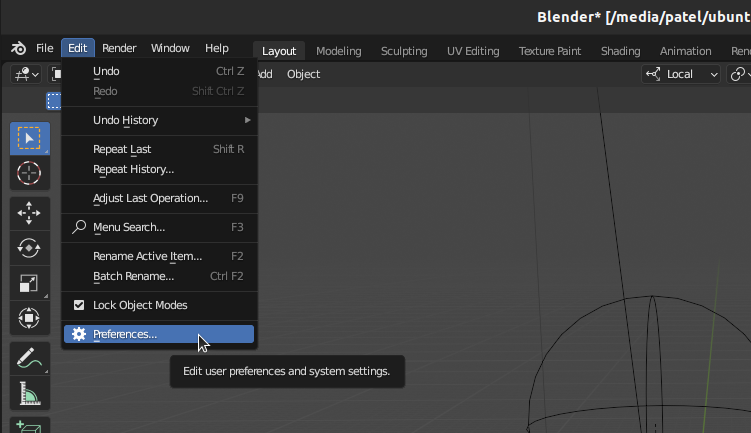 Blender* [/media/patel/ubunt
File Edit Render Window Help Layout Modeling Sculpting UV Editing Texture Paint Shading Animation Rendering
Add Object Local
Undo Ctrl Z
Redo Shift Ctrl Z
Undo History
Repeat Last Shift R
Repeat History...
Adjust Last Operation... F9
Menu Search... F3
Rename Active Item... F2
Batch Rename... Ctrl F2
Lock Object Modes
Preferences...
Edit user preferences and system settings.